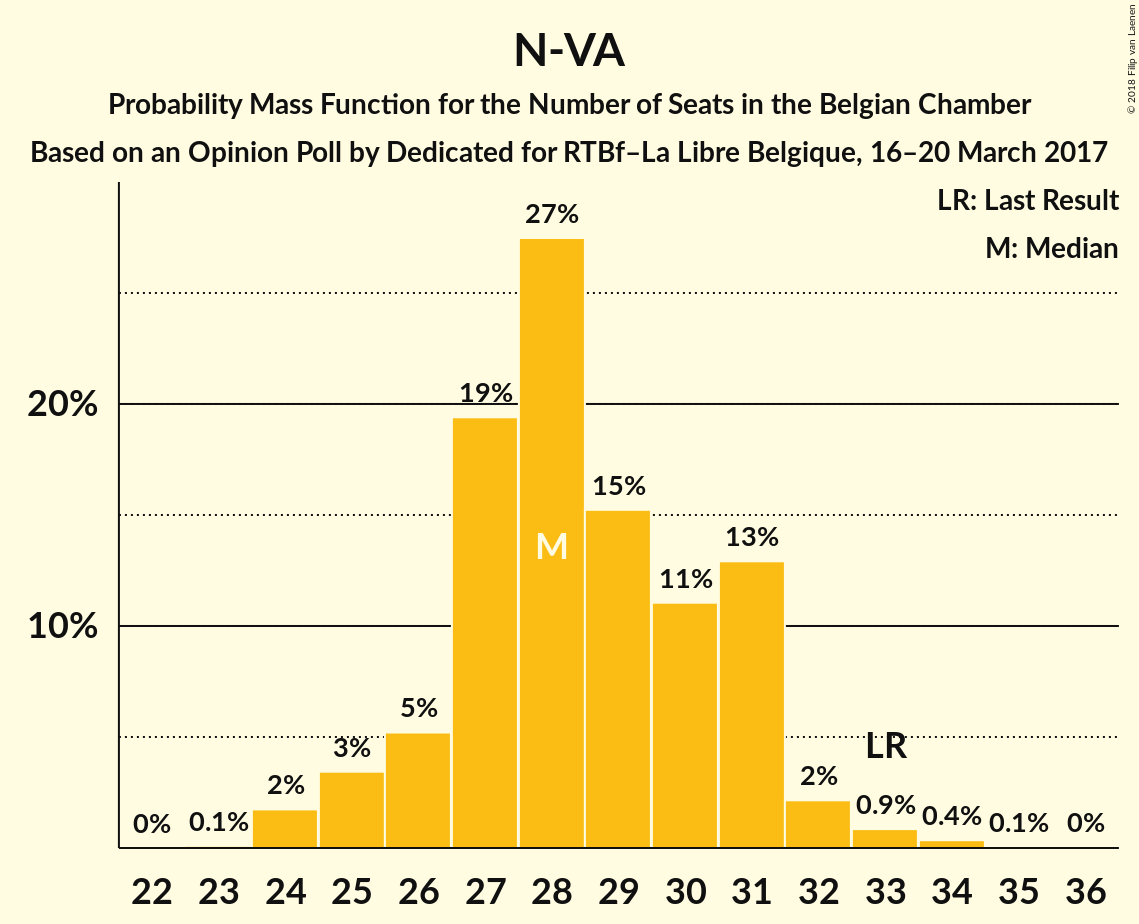 N-VA
Probability Mass Function for the Number of Seats in the Belgian Chamber
Based on an Opinion Poll by Dedicated for RTBf–La Libre Belgique, 16–20 March 2017
© 2018 Filip van Laenen
LR: Last Result
M: Median
27%
20%
19%
15%
M
13%
11%
10%
5%
LR
3%
2%
2%
0%
0.1%
0.9%
0.4%
0.1%
0%
22 23 24 25 26 27 28 29 30 31 32 33 34 35 36